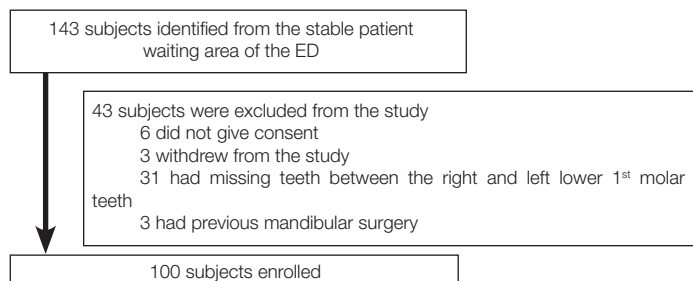 143 subjects identified from the stable patient
waiting area of the ED
43 subjects were excluded from the study
6 did not give consent
3 withdrew from the study
31 had missing teeth between the right and left lower 1st molar
teeth
3 had previous mandibular surgery
100 subjects enrolled